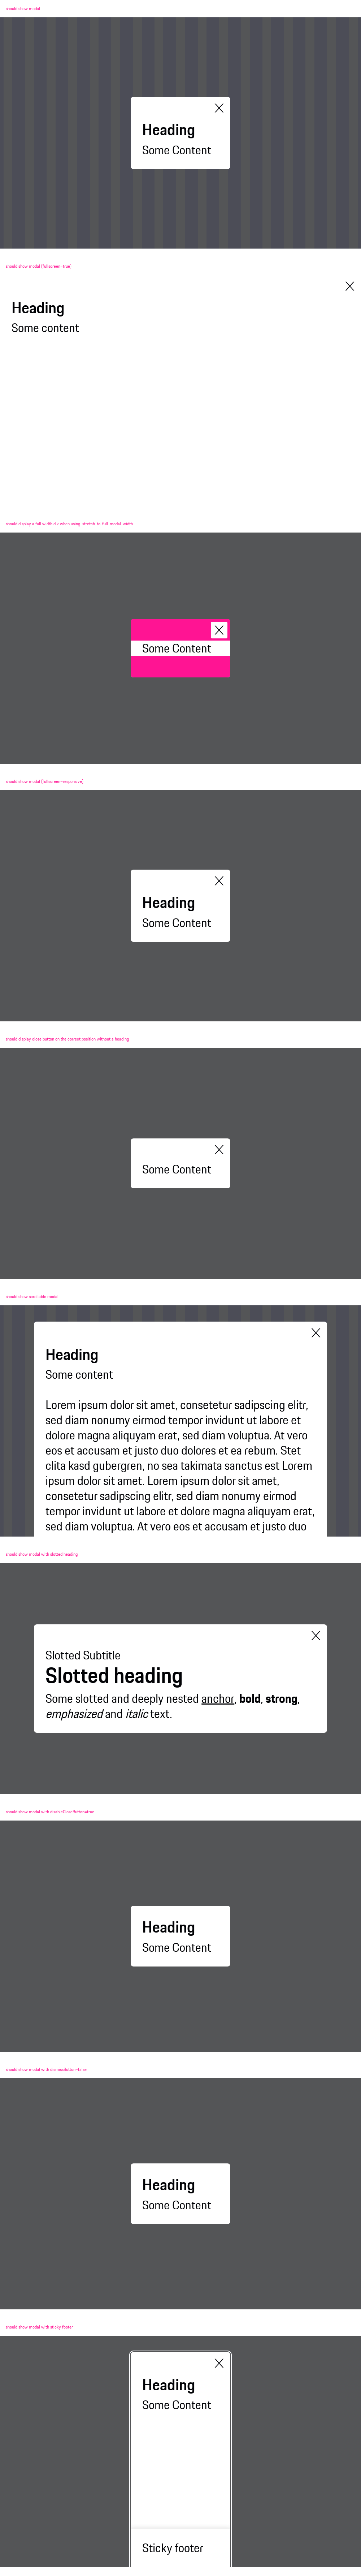 should show modal
Heading
Some Content
should show modal [fullscreen=true]
Heading
Some content
should display a full width div when using .stretch-to-full-modal-width
Some Content
should show modal [fullscreen=responsive]
Heading
Some Content
should display close button on the correct position without a heading
Some Content
should show scrollable modal
Heading
Some content
Lorem ipsum dolor sit amet, consetetur sadipscing elitr,
sed diam nonumy eirmod tempor invidunt ut labore et
dolore magna aliquyam erat, sed diam voluptua. At vero
eos et accusam et justo duo dolores et ea rebum. Stet
clita kasd gubergren, no sea takimata sanctus est Lorem
ipsum dolor sit amet. Lorem ipsum dolor sit amet,
consetetur sadipscing elitr, sed diam nonumy eirmod
tempor invidunt ut labore et dolore magna aliquyam erat,
sed diam voluptua. At vero eos et accusam et justo duo
should show modal with slotted heading
Slotted Subtitle
Slotted heading
Some slotted and deeply nested anchor, bold, strong,
emphasized and italic text.
should show modal with disableCloseButton=true
Heading
Some Content
should show modal with dismissButton=false
Heading
Some Content
should show modal with sticky footer
Heading
Some Content
Sticky footer